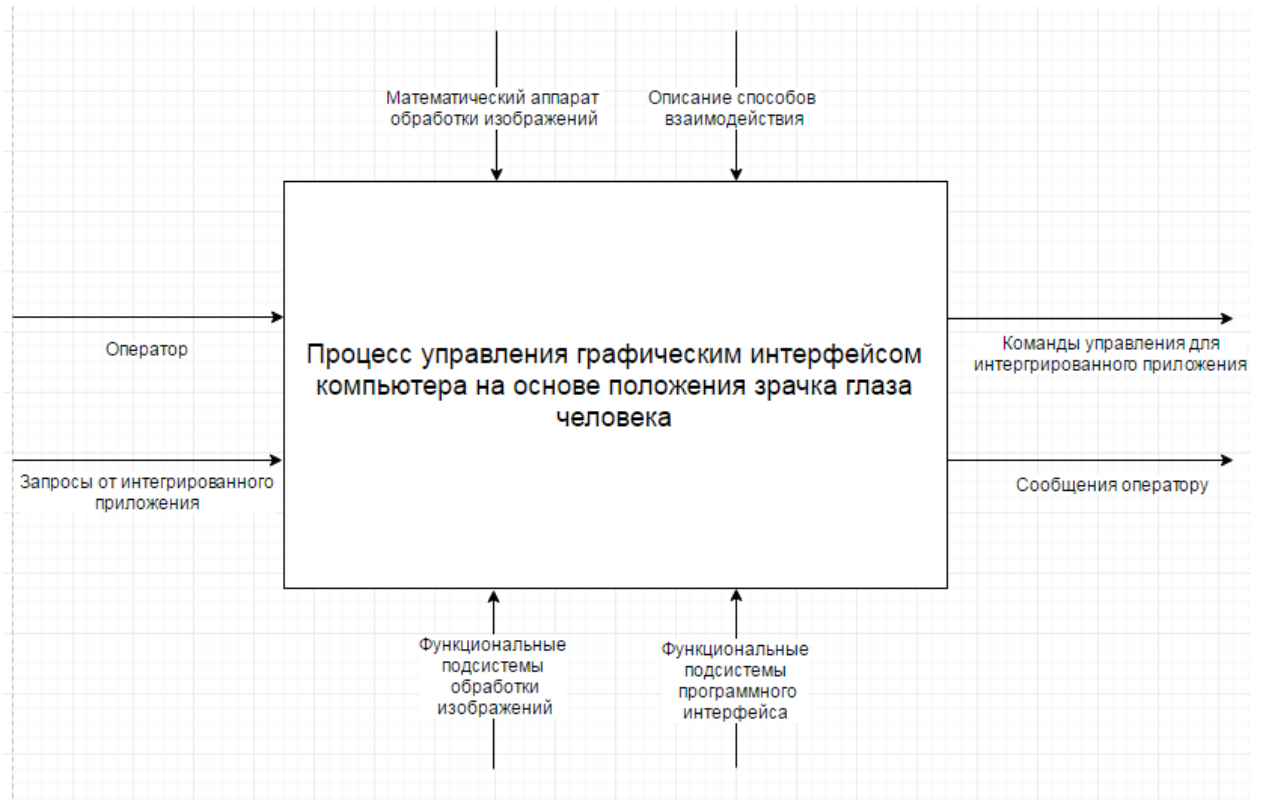 Математический аппарат
обработки изображений
Описание способов
взаимодействия
Оператор
Запросы от интегрированного
приложения
Процесс управления графическим интерфейсом
компьютера на основе положения зрачка глаза
человека
Команды управления для
интергрированного приложения
Сообщения оператору
Функциональные
подсистемы
обработки
изображений
Функциональные
подсистемы
программного
интерфейса